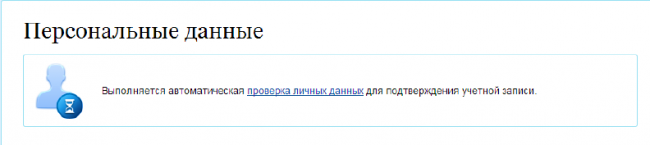 Персональные данные
Выполняется автоматическая проверка личных данных для подтверждения учетной записи.